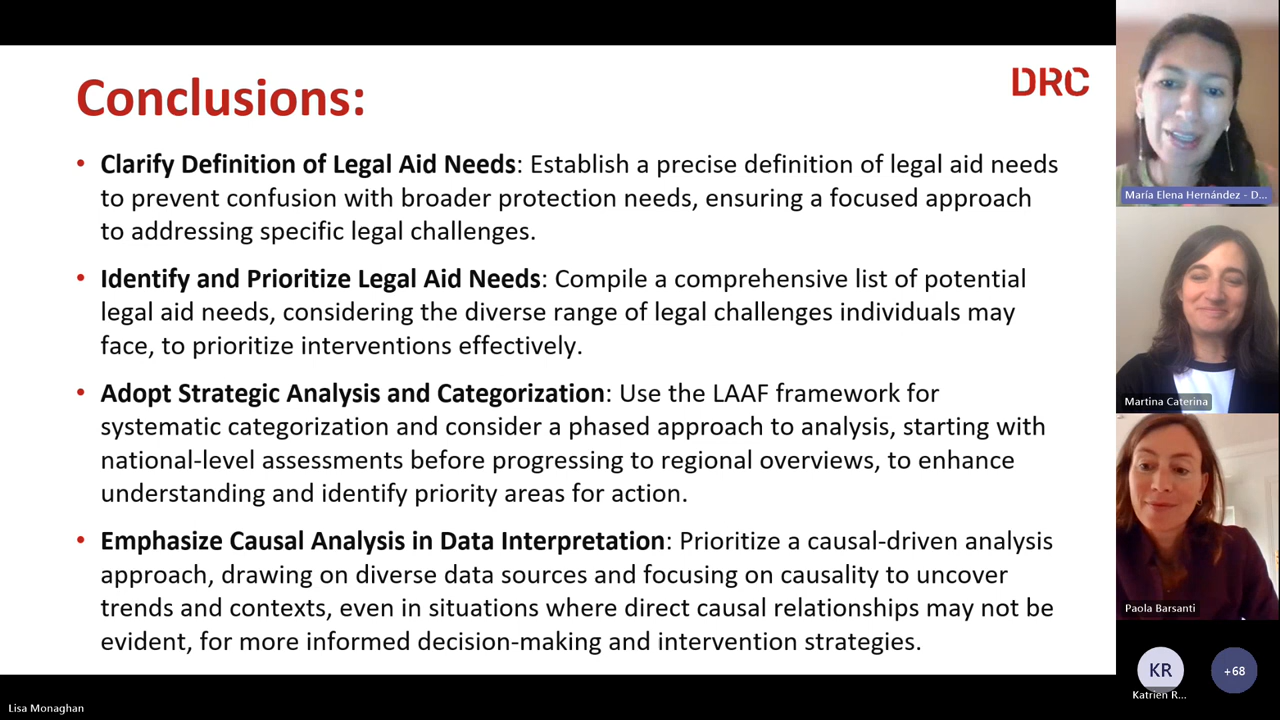 Conclusions:
DRC
• Clarify Definition of Legal Aid Needs: Establish a precise definition of legal aid needs
to prevent confusion with broader protection needs, ensuring a focused approach
to addressing specific legal challenges.
• Identify and Prioritize Legal Aid Needs: Compile a comprehensive list of potential
legal aid needs, considering the diverse range of legal challenges individuals may
face, to prioritize interventions effectively.
• Adopt Strategic Analysis and Categorization: Use the LAAF framework for
systematic categorization and consider a phased approach to analysis, starting with
national-level assessments before progressing to regional overviews, to enhance
understanding and identify priority areas for action.
• Emphasize Causal Analysis in Data Interpretation: Prioritize a causal-driven analysis
approach, drawing on diverse data sources and focusing on causality to uncover
trends and contexts, even in situations where direct causal relationships may not be
evident, for more informed decision-making and intervention strategies.
Lisa Monaghan
María Elena Hernández - D...
Martina Caterina
Paola Barsanti
KR
Katrien R...
+68